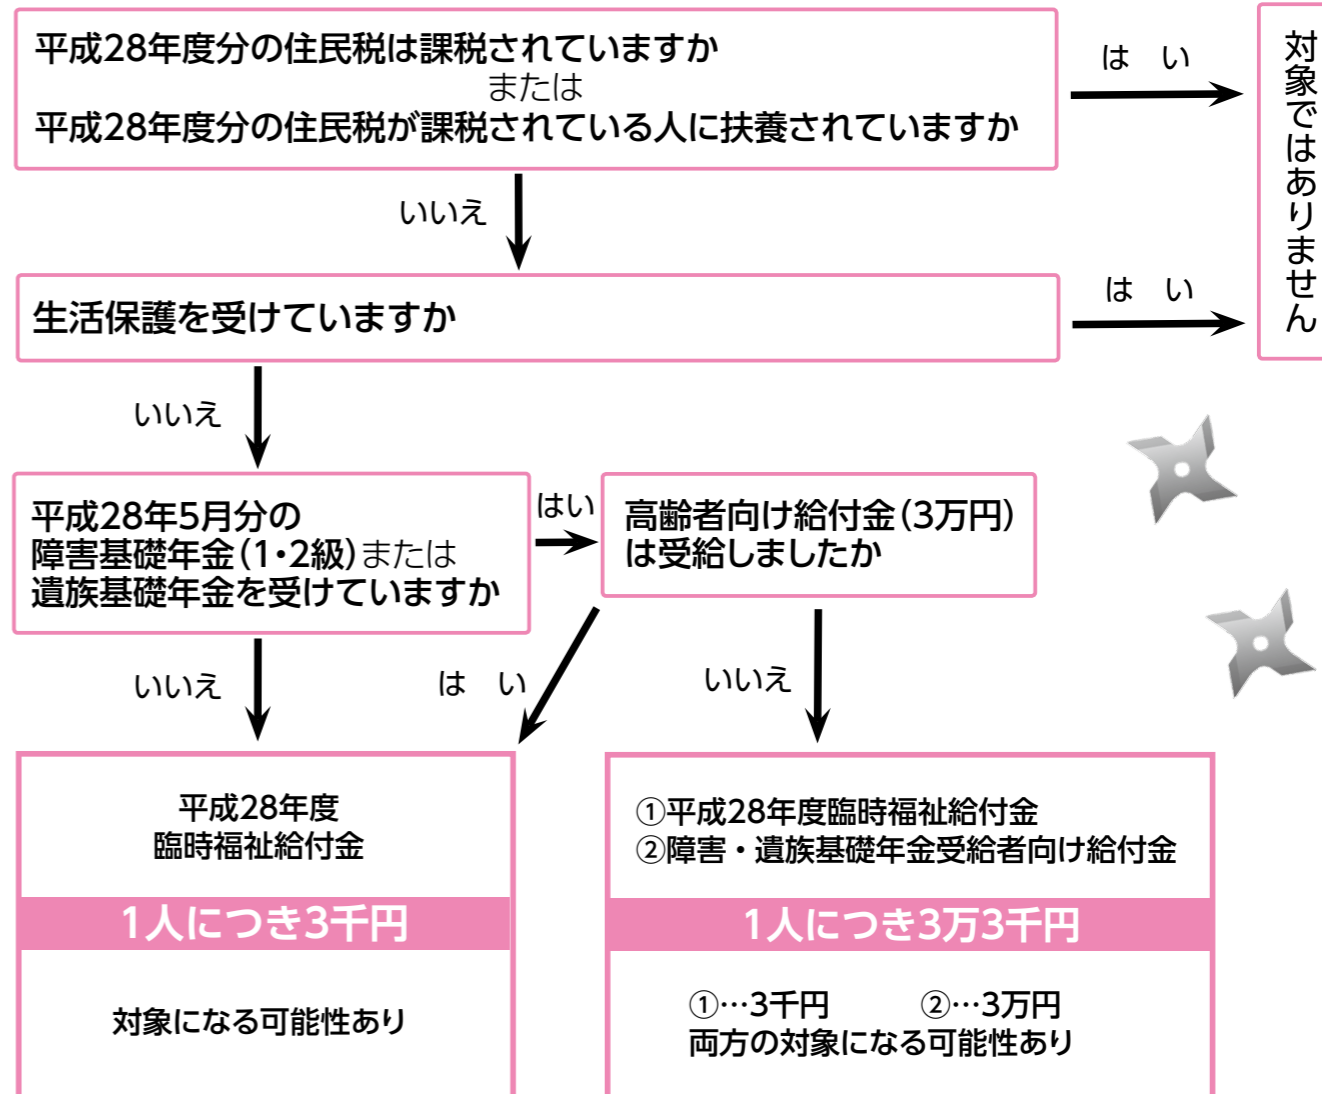 平成28年度分の住民税は課税されていますか
または
平成28年度分の住民税が課税されている人に扶養されていますか
は い
対象ではありません
いいえ
生活保護を受けていますか
は い
いいえ
平成28年5月分の
障害基礎年金(1・2級)または
遺族基礎年金を受けていますか
はい
高齢者向け給付金(3万円)
は受給しましたか
いいえ
は い
いいえ
平成28年度
臨時福祉給付金
1人につき3千円
対象になる可能性あり
①平成28年度臨時福祉給付金
②障害・遺族基礎年金受給者向け給付金
1人につき3万3千円
①…3千円 ②…3万円
両方の対象になる可能性あり